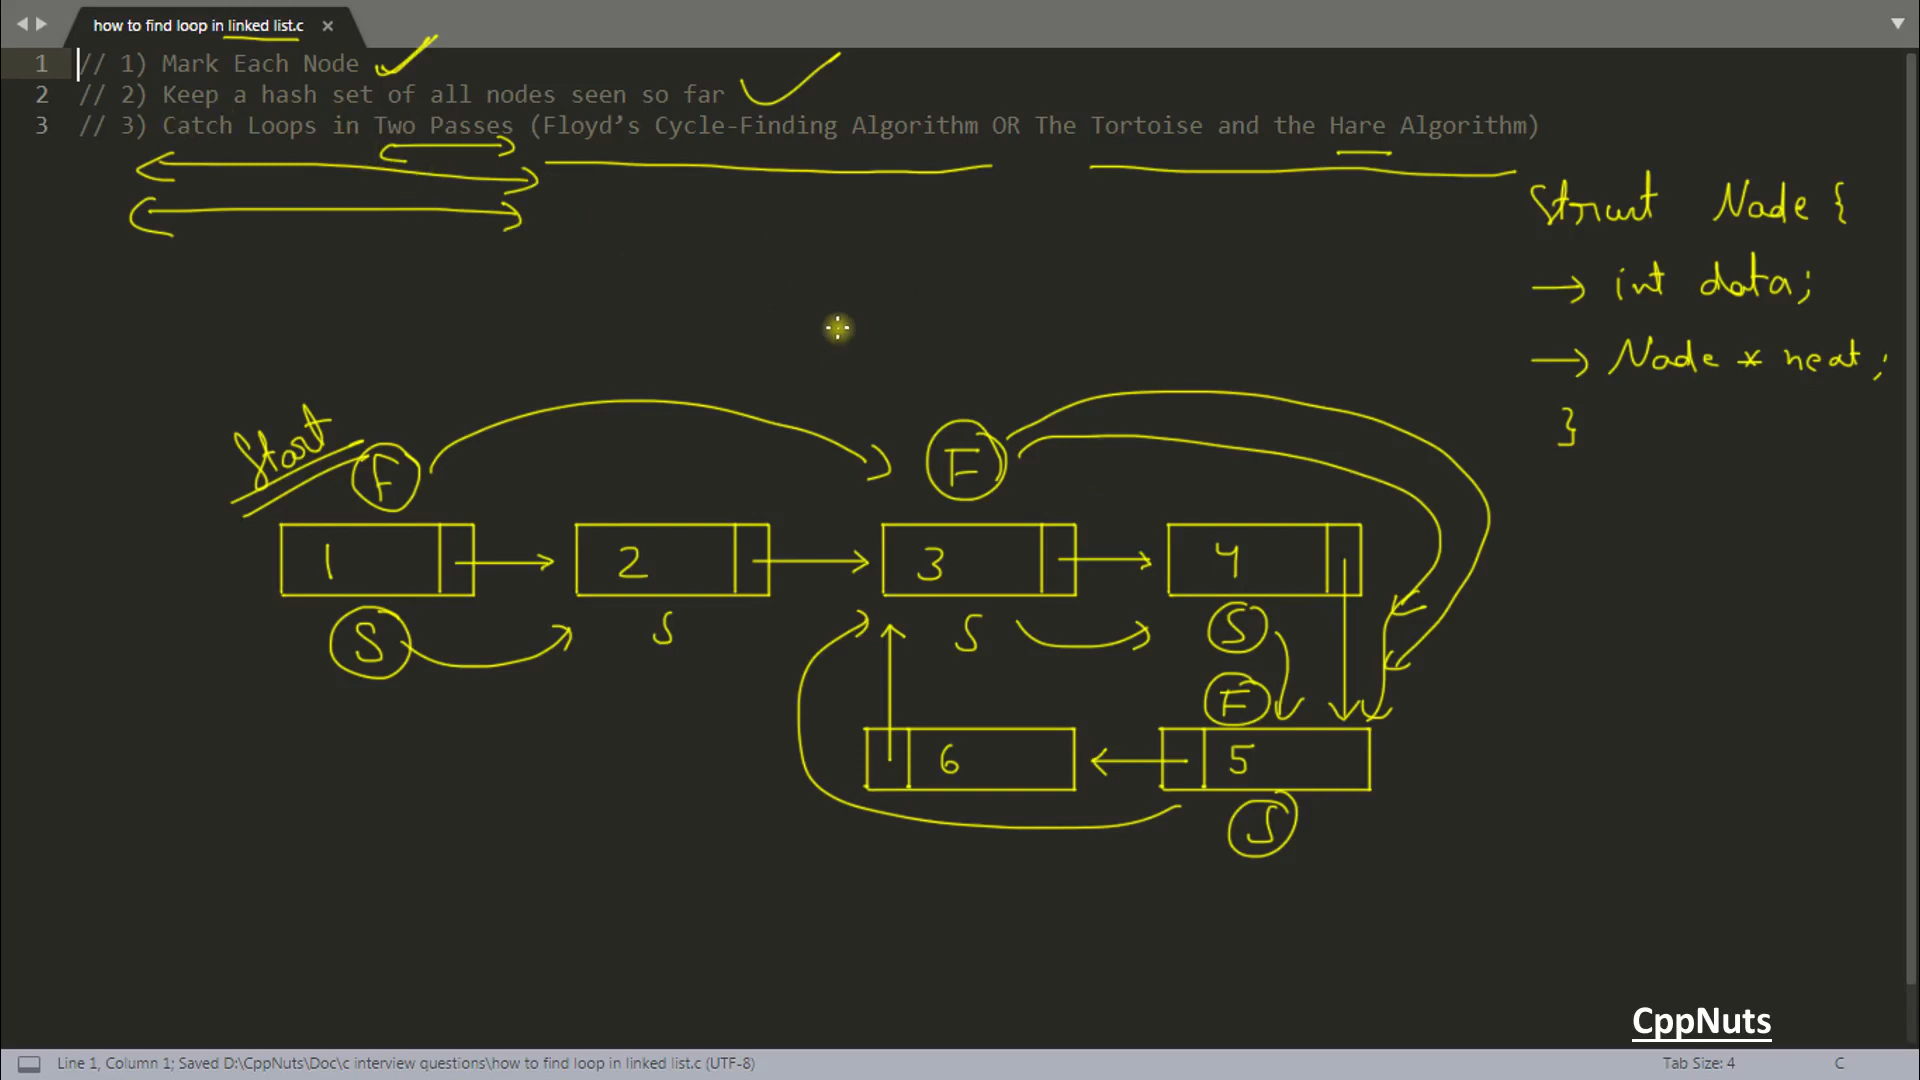 how to find loop in linked list.c ×
1 // 1) Mark Each Node
2 // 2) Keep a hash set of all nodes seen so far
3 // 3) Catch Loops in Two Passes (Floyd’s Cycle-Finding Algorithm OR The Tortoise and the Hare Algorithm)
Struct Node {
int data;
Node * next;
}
Start
F F
1 2 3 4
S S S S
F
6 5
S
CppNuts
Line 1, Column 1; Saved D:\CppNuts\Doc\c interview questions\how to find loop in linked list.c (UTF-8) Tab Size: 4 C